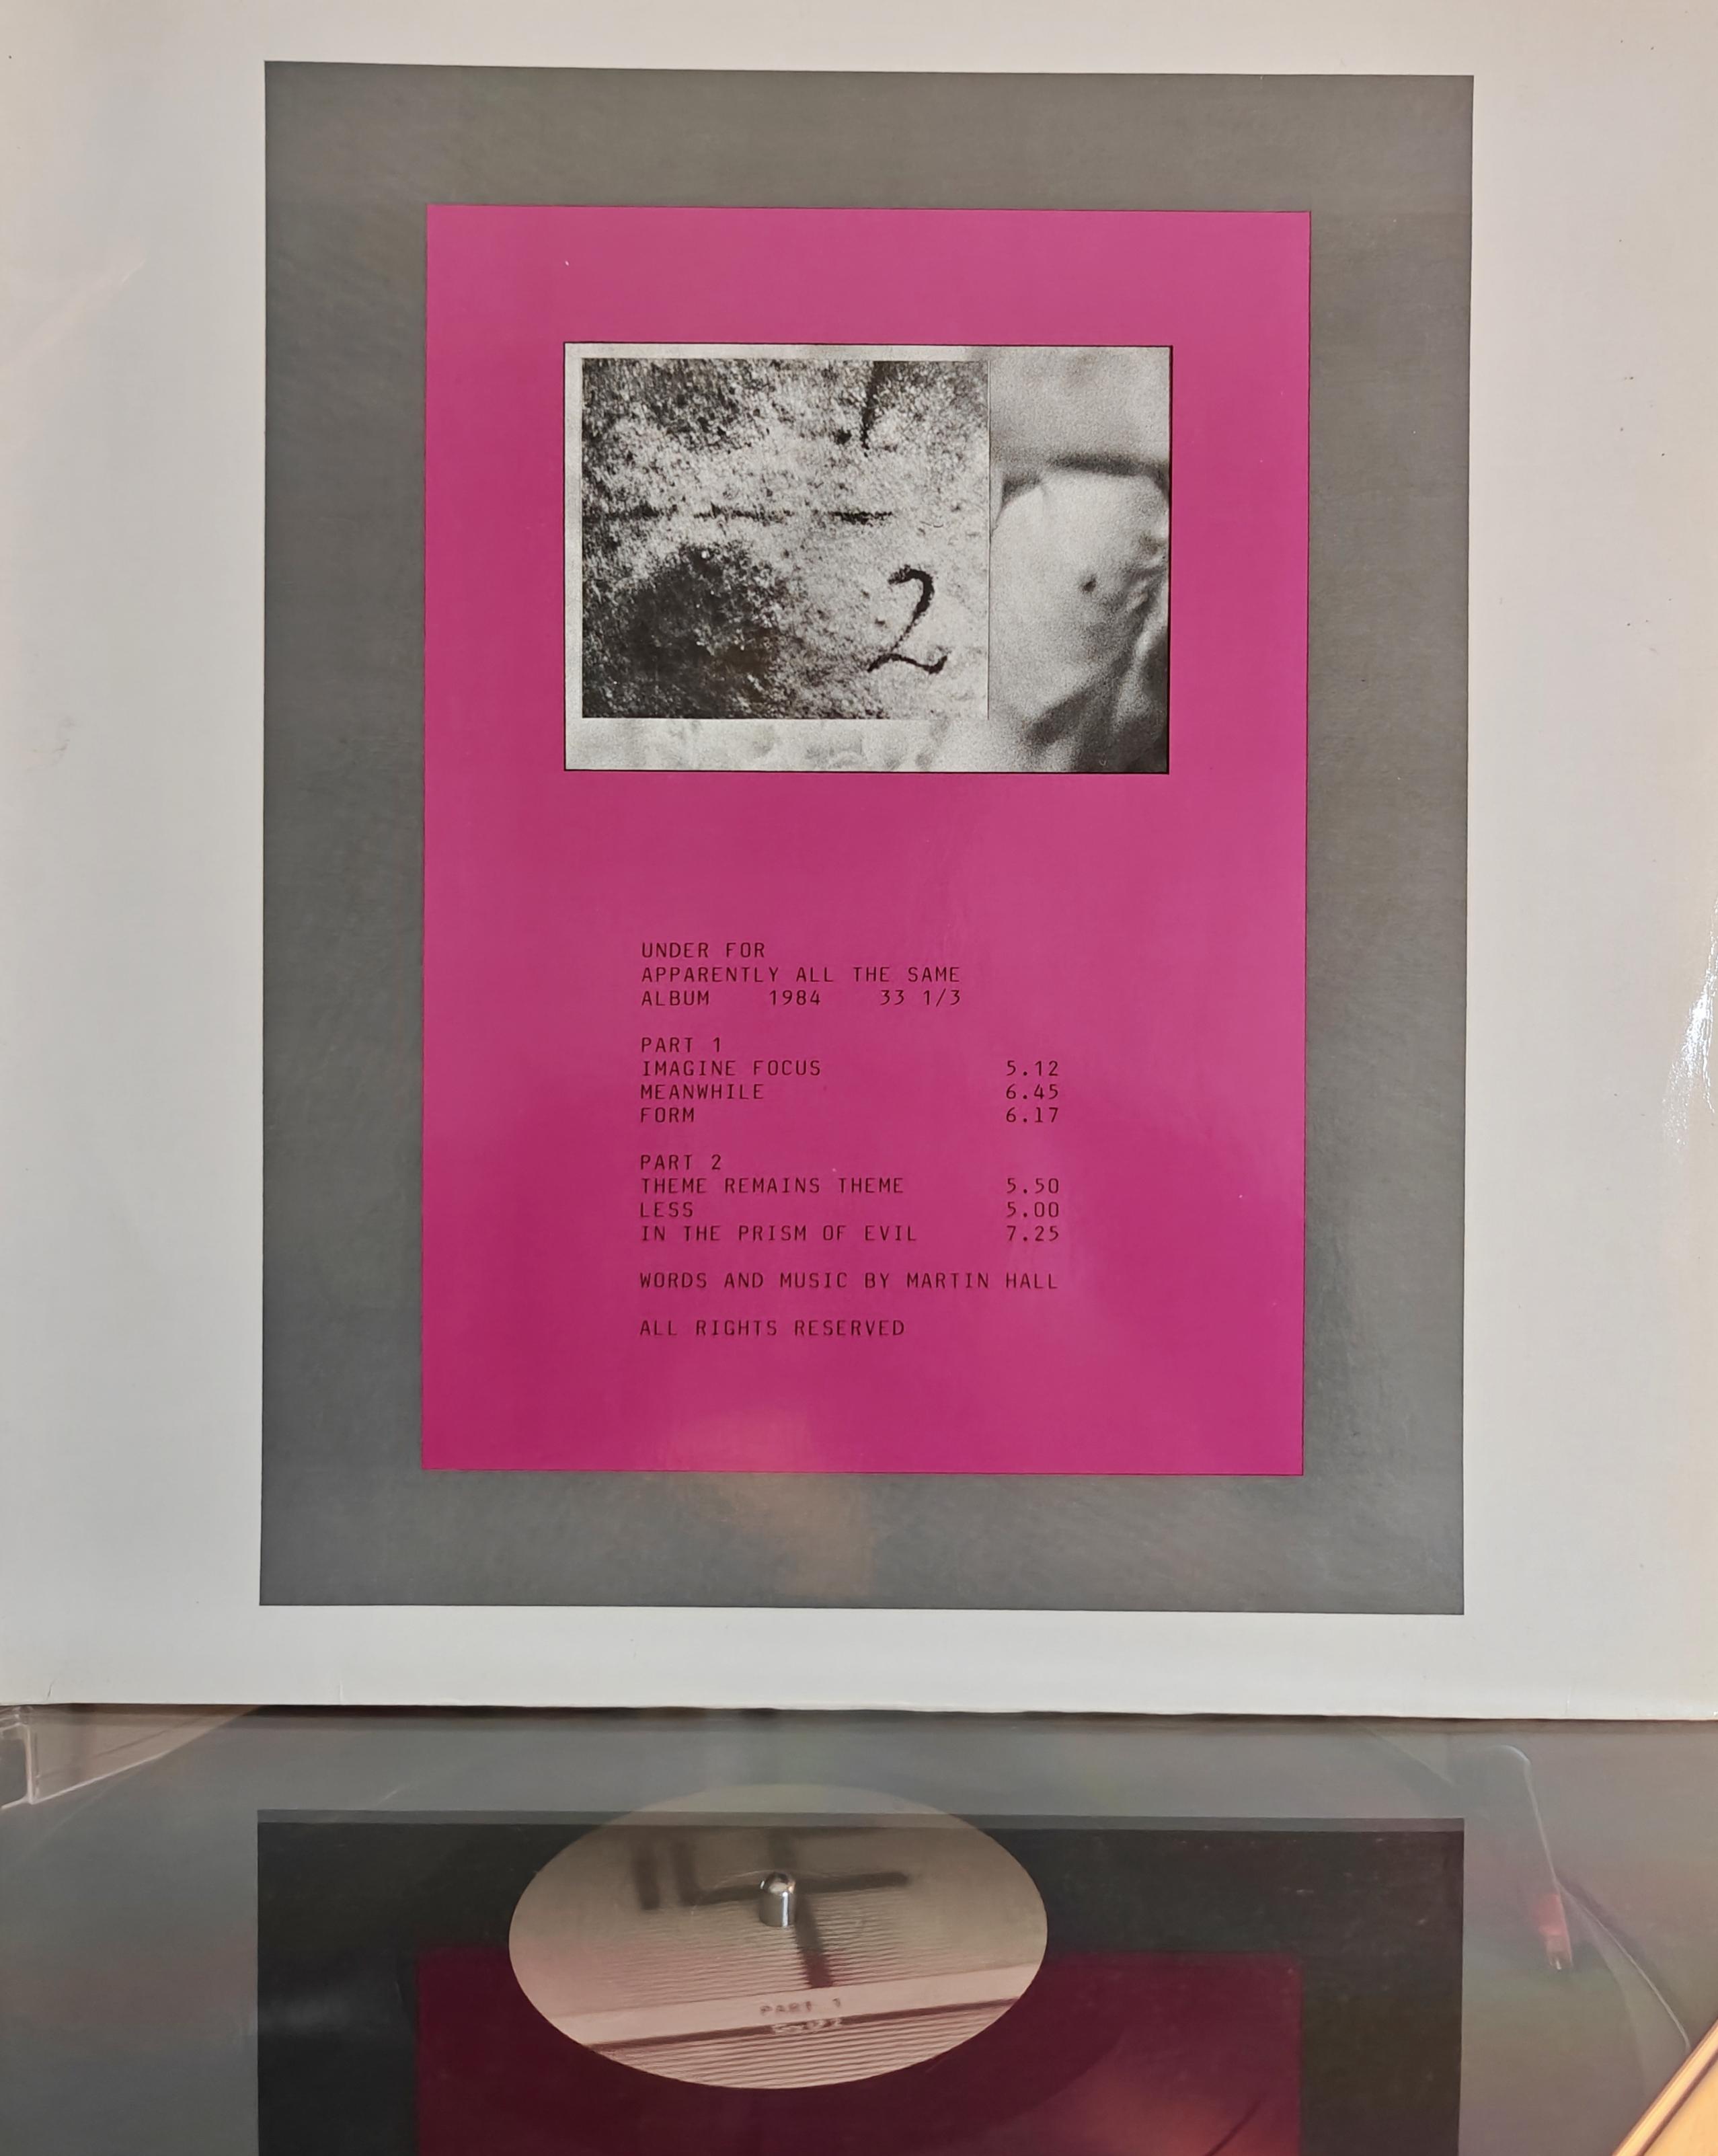 2
UNDER FOR
APPARENTLY ALL THE SAME
ALBUM 1984 33 1/3
PART 1
IMAGINE FOCUS 5.12
MEANWHILE 6.45
FORM 6.17
PART 2
THEME REMAINS THEME 5.50
LESS 5.00
IN THE PRISM OF EVIL 7.25
WORDS AND MUSIC BY MARTIN HALL
ALL RIGHTS RESERVED
PART 1